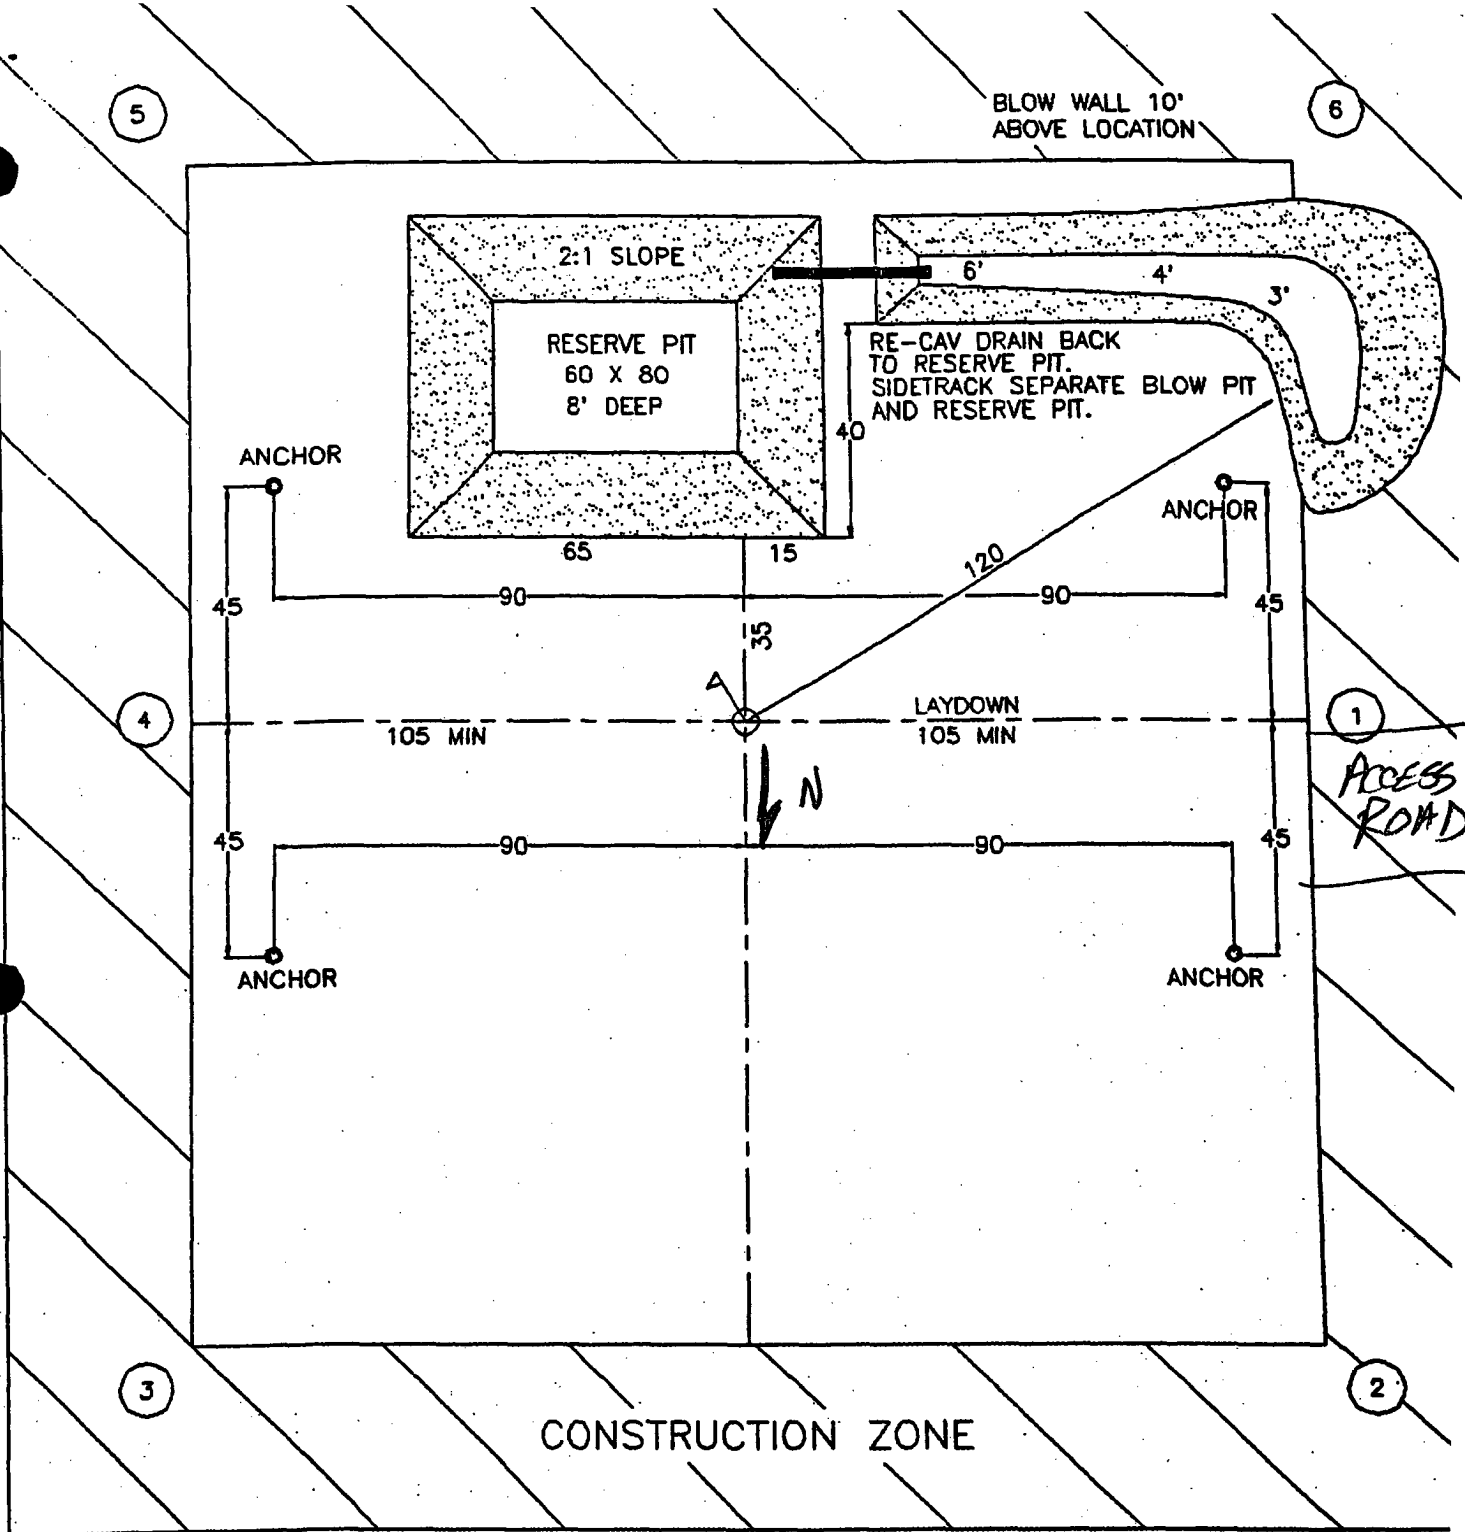 5
BLOW WALL 10'
ABOVE LOCATION
6
2:1 SLOPE
6'
4'
3'
RESERVE PIT
60 X 80
8' DEEP
RE-CAV DRAIN BACK
TO RESERVE PIT.
SIDETRACK SEPARATE BLOW PIT
AND RESERVE PIT.
40
ANCHOR
ANCHOR
65
15
120
45
90
90
45
35
4
LAYDOWN
1
105 MIN
105 MIN
N
ACCESS
ROAD
45
90
90
45
ANCHOR
ANCHOR
3
2
CONSTRUCTION ZONE